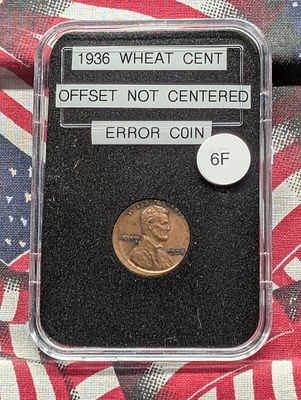 1936 WHEAT CENT
OFFSET NOT CENTERED
ERROR COIN
6F